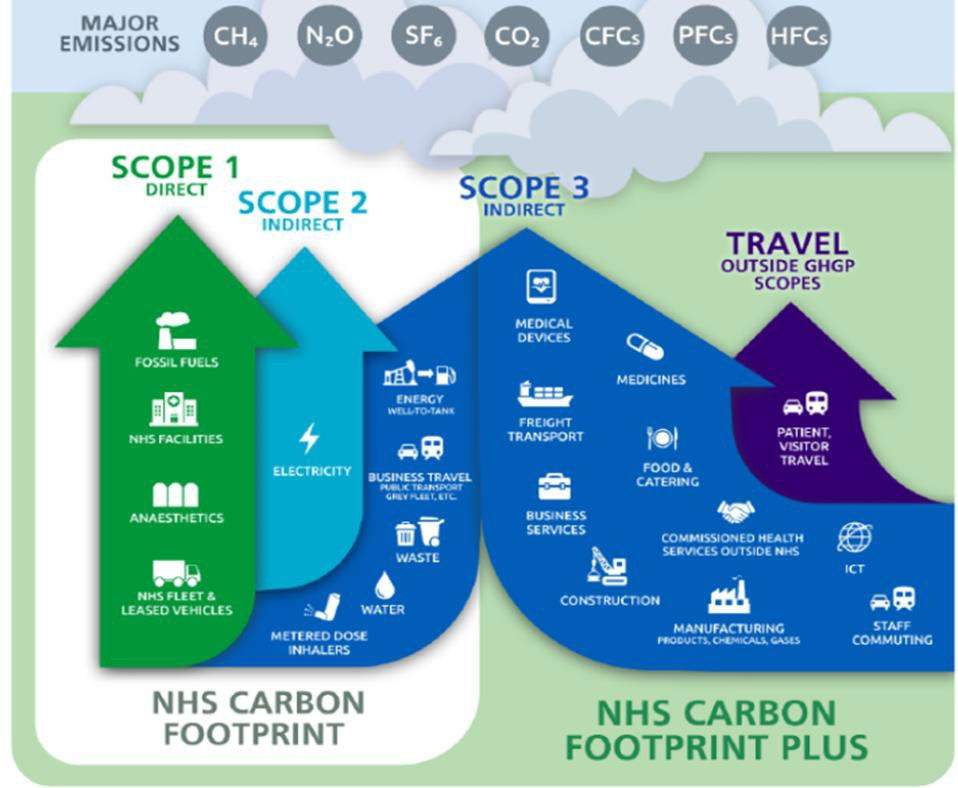 MAJOR
EMISSIONS
CH₄
N₂O
SF₆
CO₂
CFCs
PFCs
HFCs
SCOPE 1
DIRECT
SCOPE 2
INDIRECT
SCOPE 3
INDIRECT
TRAVEL
OUTSIDE GHGP
SCOPES
FOSSIL FUELS
NHS FACILITIES
ANAESTHETICS
NHS FLEET &
LEASED VEHICLES
ELECTRICITY
ENERGY
WELL-TO-TANK
BUSINESS TRAVEL
PUBLIC TRANSPORT
GREY FLEET, ETC.
WASTE
WATER
METERED DOSE
INHALERS
MEDICAL
DEVICES
MEDICINES
FREIGHT
TRANSPORT
FOOD &
CATERING
BUSINESS
SERVICES
COMMISSIONED HEALTH
SERVICES OUTSIDE NHS
CONSTRUCTION
MANUFACTURING
PRODUCTS, CHEMICALS, GASES
ICT
STAFF
COMMUTING
PATIENT,
VISITOR
TRAVEL
NHS CARBON
FOOTPRINT
NHS CARBON
FOOTPRINT PLUS